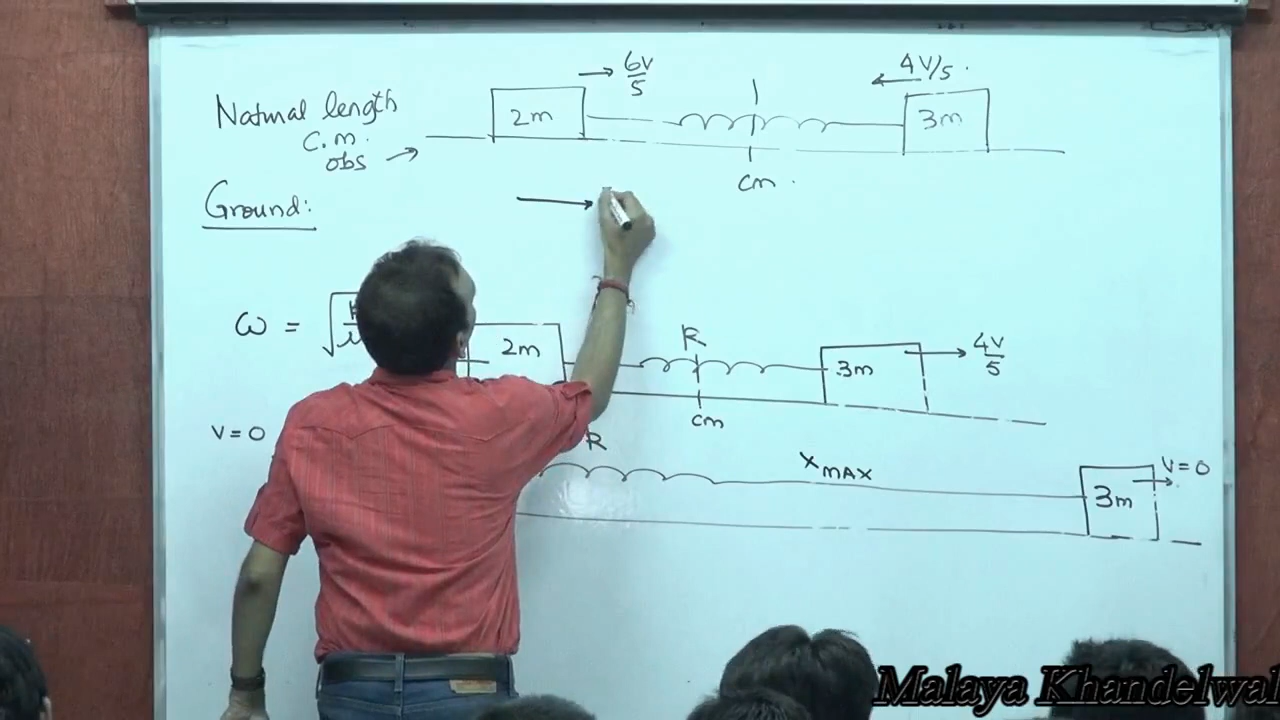 6V/5
4V/5.
Natural length
2m
3m
C.m.
obs
cm.
Ground:
ω = √
2m
R
3m
4V/5
cm
V=0
R
XMAX
V=0
3m
Malaya Khandelwal